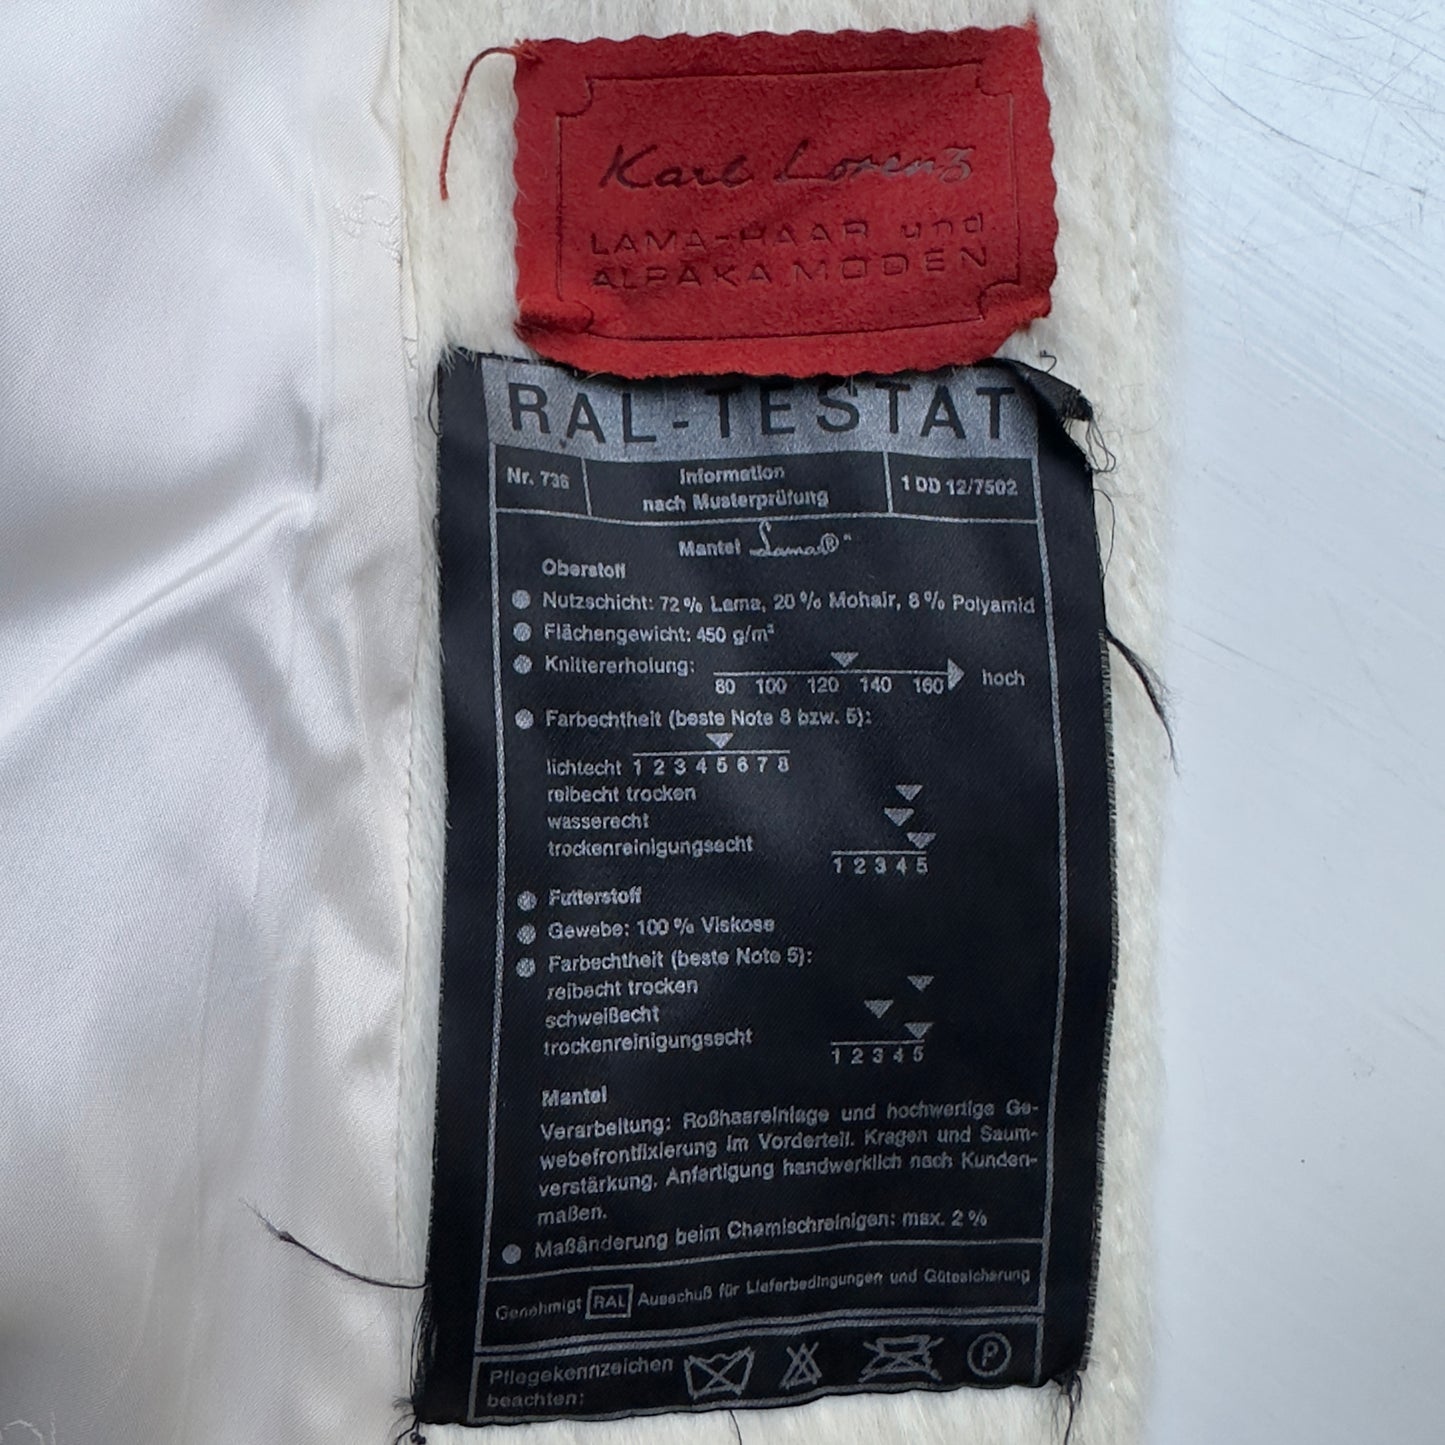 Karl Lorenz
LAMA-HAAR und
ALPAKA MODEN
RAL-TESTAT
Nr. 736
Information
nach Musterprüfung
1 DD 12/7502
Mantel Lama®"
Oberstoff
Nutzschicht: 72 % Lama, 20 % Mohair, 8 % Polyamid
Flächengewicht: 450 g/m²
Knittererholung:
80 100 120 140 160 hoch
Farbechtheit (beste Note 8 bzw. 5):
lichtecht 1 2 3 4 5 6 7 8
reibecht trocken
wasserecht
trockenreinigungsecht
1 2 3 4 5
Futterstoff
Gewebe: 100 % Viskose
Farbechtheit (beste Note 5):
reibecht trocken
schweißecht
trockenreinigungsecht
1 2 3 4 5
Mantel
Verarbeitung: Roßhaareinlage und hochwertige Ge-
webefrontfixierung im Vorderteil. Kragen und Saum-
verstärkung. Anfertigung handwerklich nach Kunden-
maßen.
Maßänderung beim Chemischreinigen: max. 2 %
Genehmigt RAL Ausschuß für Lieferbedingungen und Gütesicherung
Pflegekennzeichen
beachten:
P